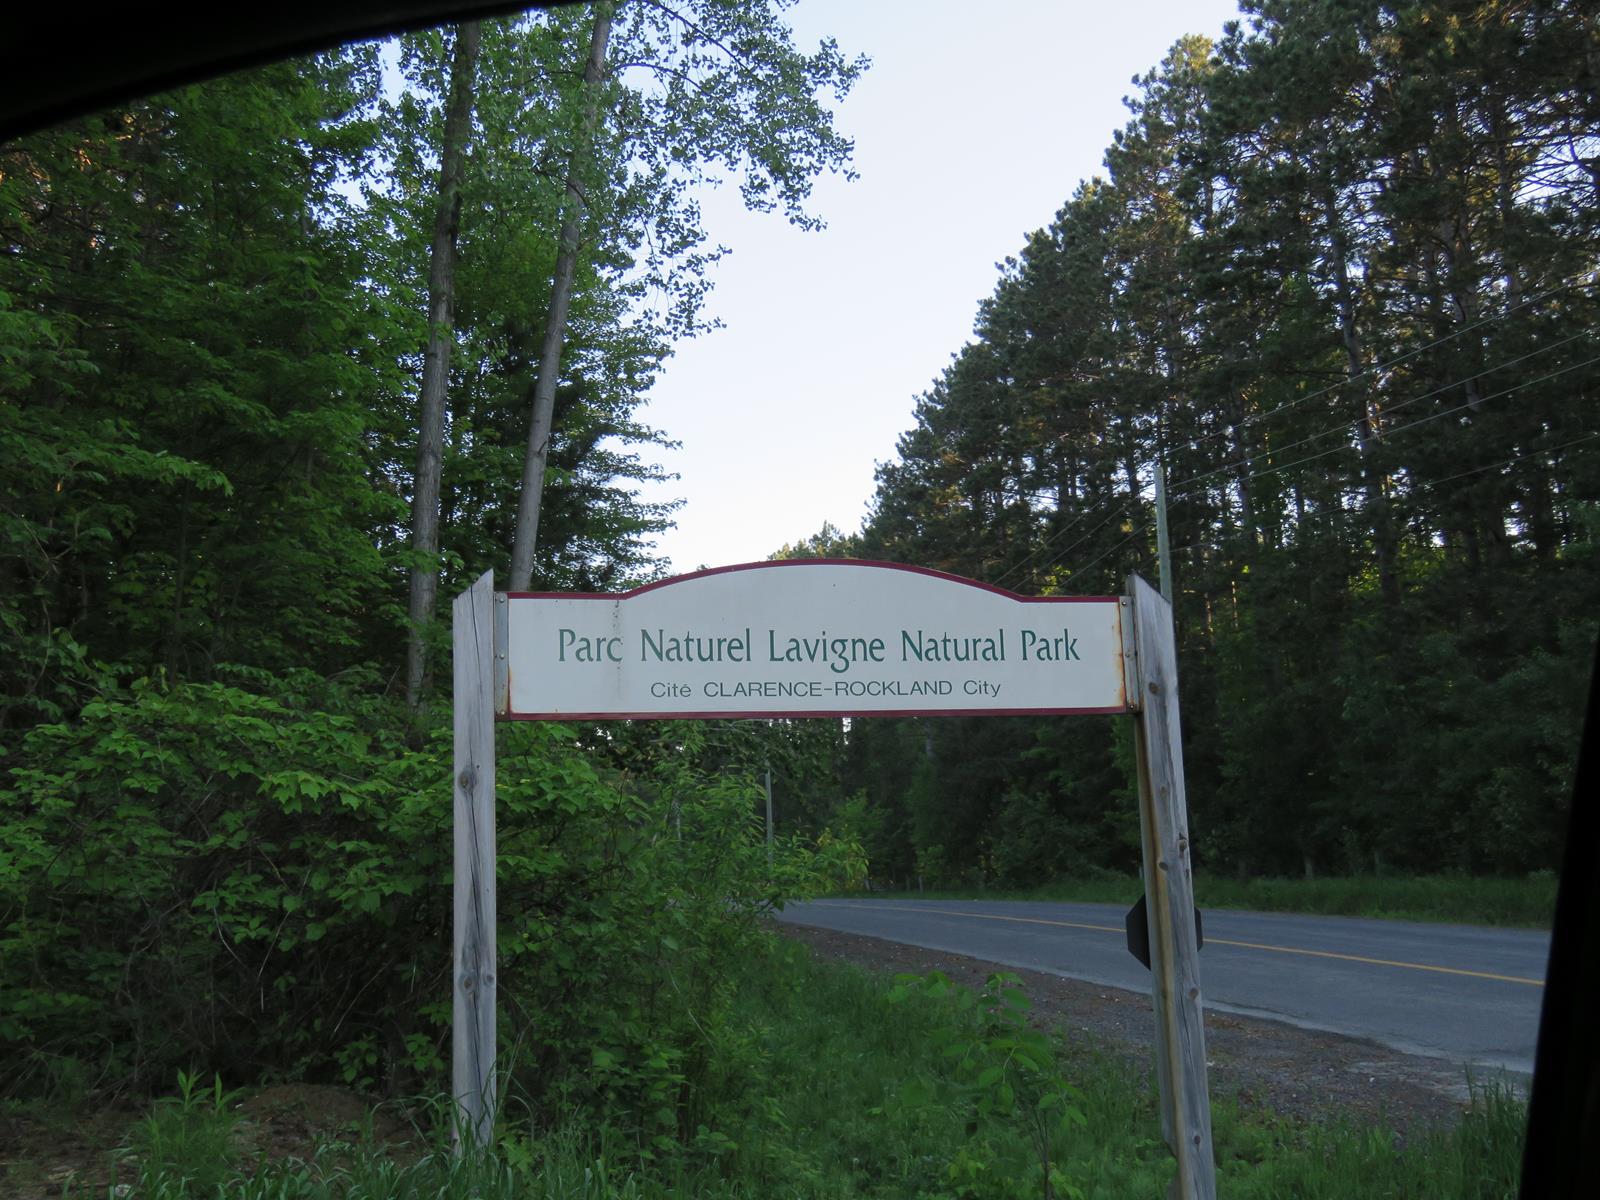 Parc Naturel Lavigne Natural Park
Cité CLARENCE-ROCKLAND City